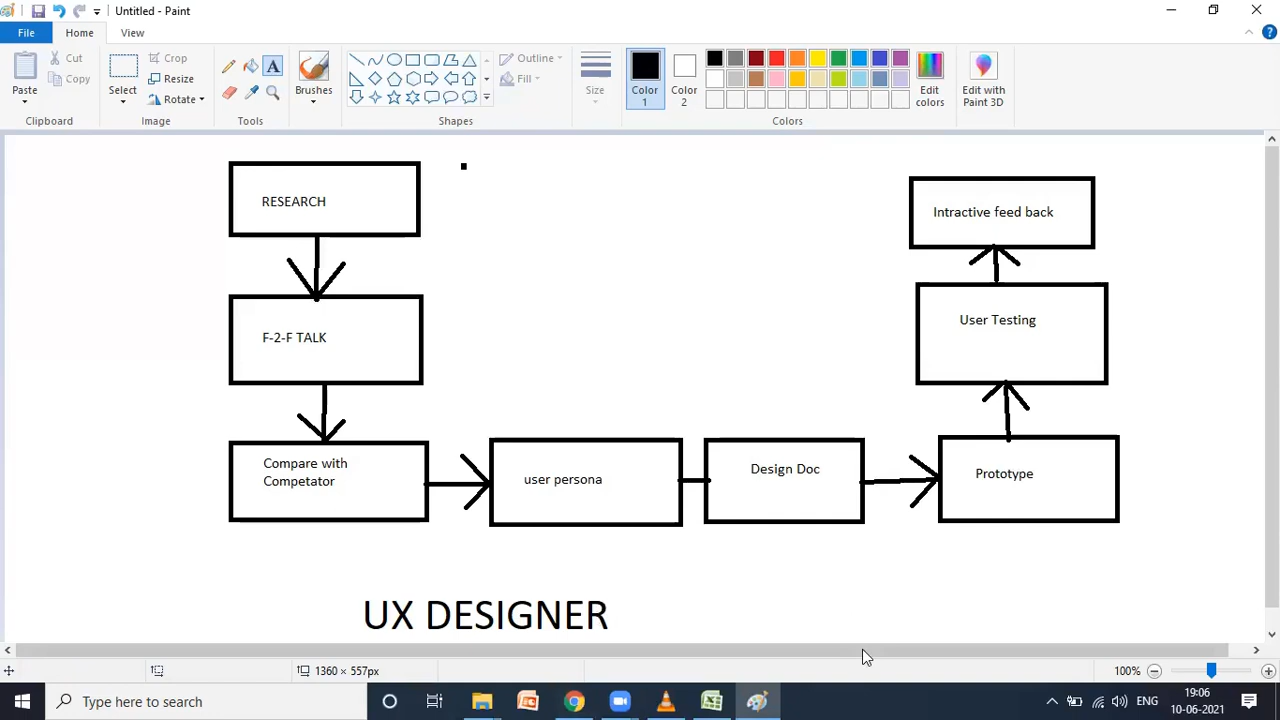 Untitled - Paint
File
Home
View
Paste
Cut
Copy
Clipboard
Select
Crop
Resize
Rotate
Image
A
Tools
Brushes
Outline
Fill
Shapes
Size
Color 1
Color 2
Colors
Edit colors
Edit with Paint 3D
RESEARCH
F-2-F TALK
Compare with
Competator
user persona
Design Doc
Prototype
User Testing
Intractive feed back
UX DESIGNER
1360 × 557px
100%
Type here to search
ENG
19:06
10-06-2021